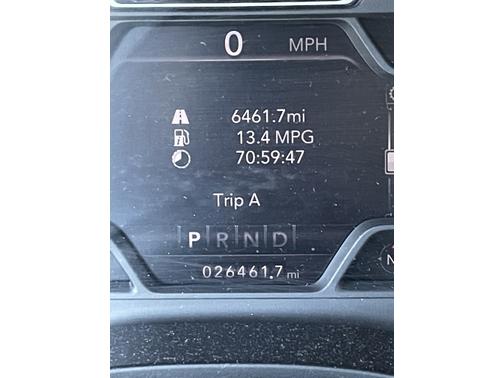 0 MPH
6461.7mi
13.4 MPG
70:59:47
Trip A
P R N D
026461.7 mi
N